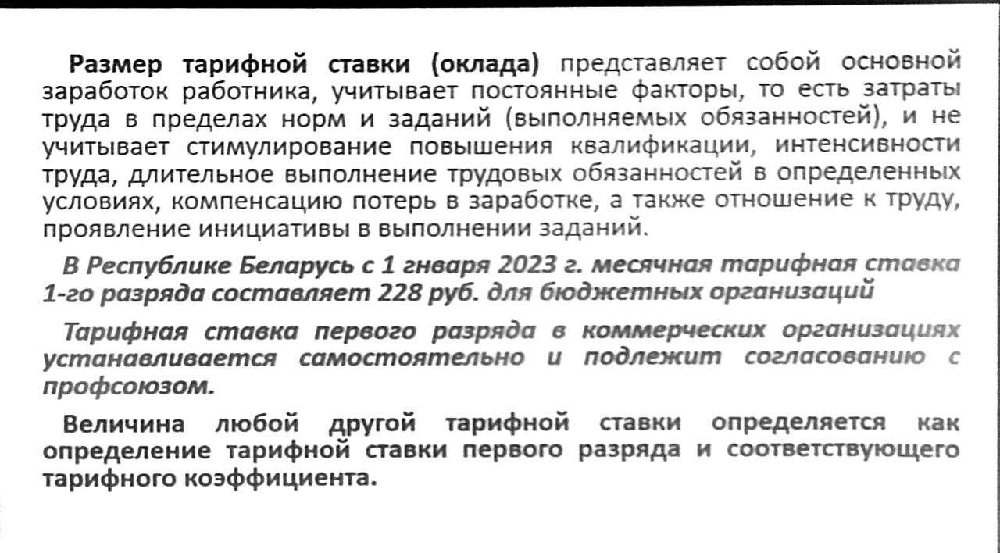 Размер тарифной ставки (оклада) представляет собой основной
заработок работника, учитывает постоянные факторы, то есть затраты
труда в пределах норм и заданий (выполняемых обязанностей), и не
учитывает стимулирование повышения квалификации, интенсивности
труда, длительное выполнение трудовых обязанностей в определенных
условиях, компенсацию потерь в заработке, а также отношение к труду,
проявление инициативы в выполнении заданий.
В Республике Беларусь с 1 гнваря 2023 г. месячная тарифная ставка
1-го разряда составляет 228 руб. для бюджетных организаций
Тарифная ставка первого разряда в коммерческих организациях
устанавливается самостоятельно и подлежит согласованию с
профсоюзом.
Величина любой другой тарифной ставки определяется как
определение тарифной ставки первого разряда и соответствующего
тарифного коэффициента.